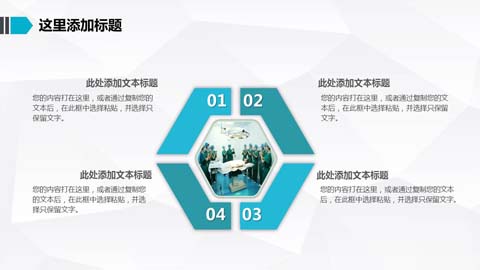 这里添加标题
此处添加文本标题
您的内容打在这里，或者通过复制您的
文本后，在此框中选择粘贴，并选择只
保留文字。
01
02
此处添加文本标题
您的内容打在这里，或者通过复制您的文
本后，在此框中选择粘贴，并选择只保留
文字。
此处添加文本标题
您的内容打在这里，或者通过复制您
的文本后，在此框中选择粘贴，并选
择只保留文字。
04
03
此处添加文本标题
您的内容打在这里，或者通过复制您的文本
后，在此框中选择粘贴，并选择只保留文字。